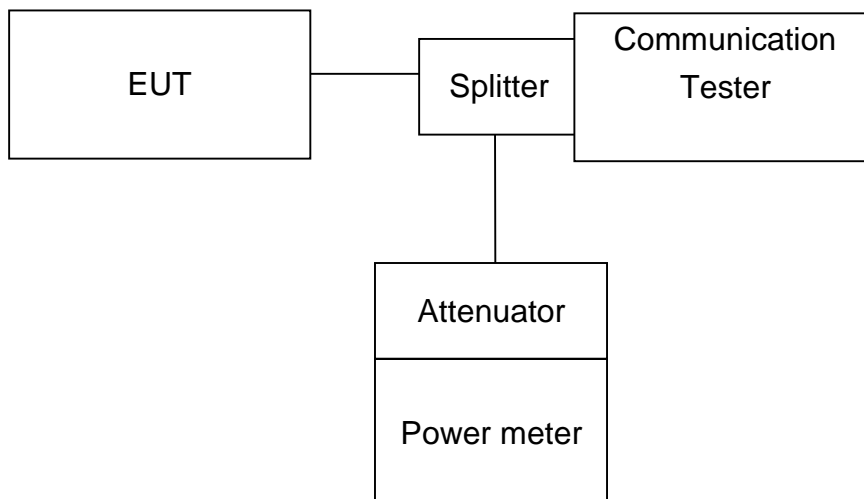 EUT
Splitter
Communication
Tester
Attenuator
Power meter